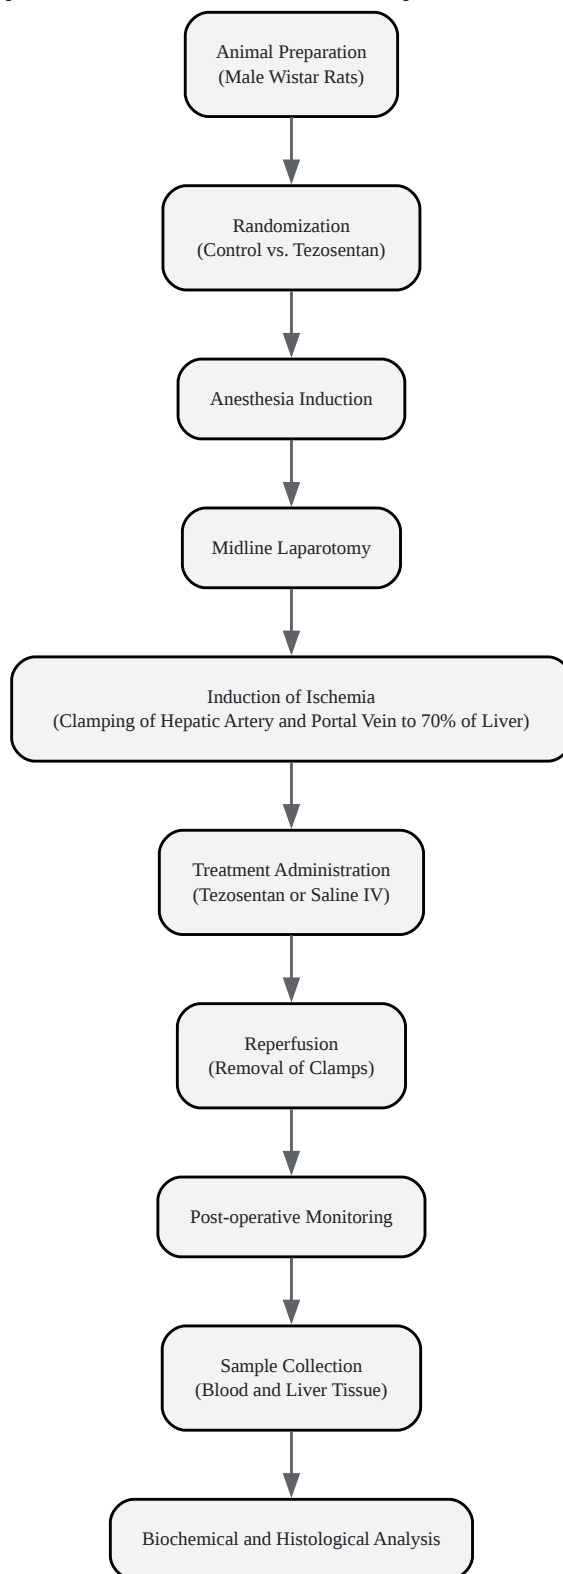 Animal Preparation
(Male Wistar Rats)
Randomization
(Control vs. Tezosentan)
Anesthesia Induction
Midline Laparotomy
Induction of Ischemia
(Clamping of Hepatic Artery and Portal Vein to 70% of Liver)
Treatment Administration
(Tezosentan or Saline IV)
Reperfusion
(Removal of Clamps)
Post-operative Monitoring
Sample Collection
(Blood and Liver Tissue)
Biochemical and Histological Analysis